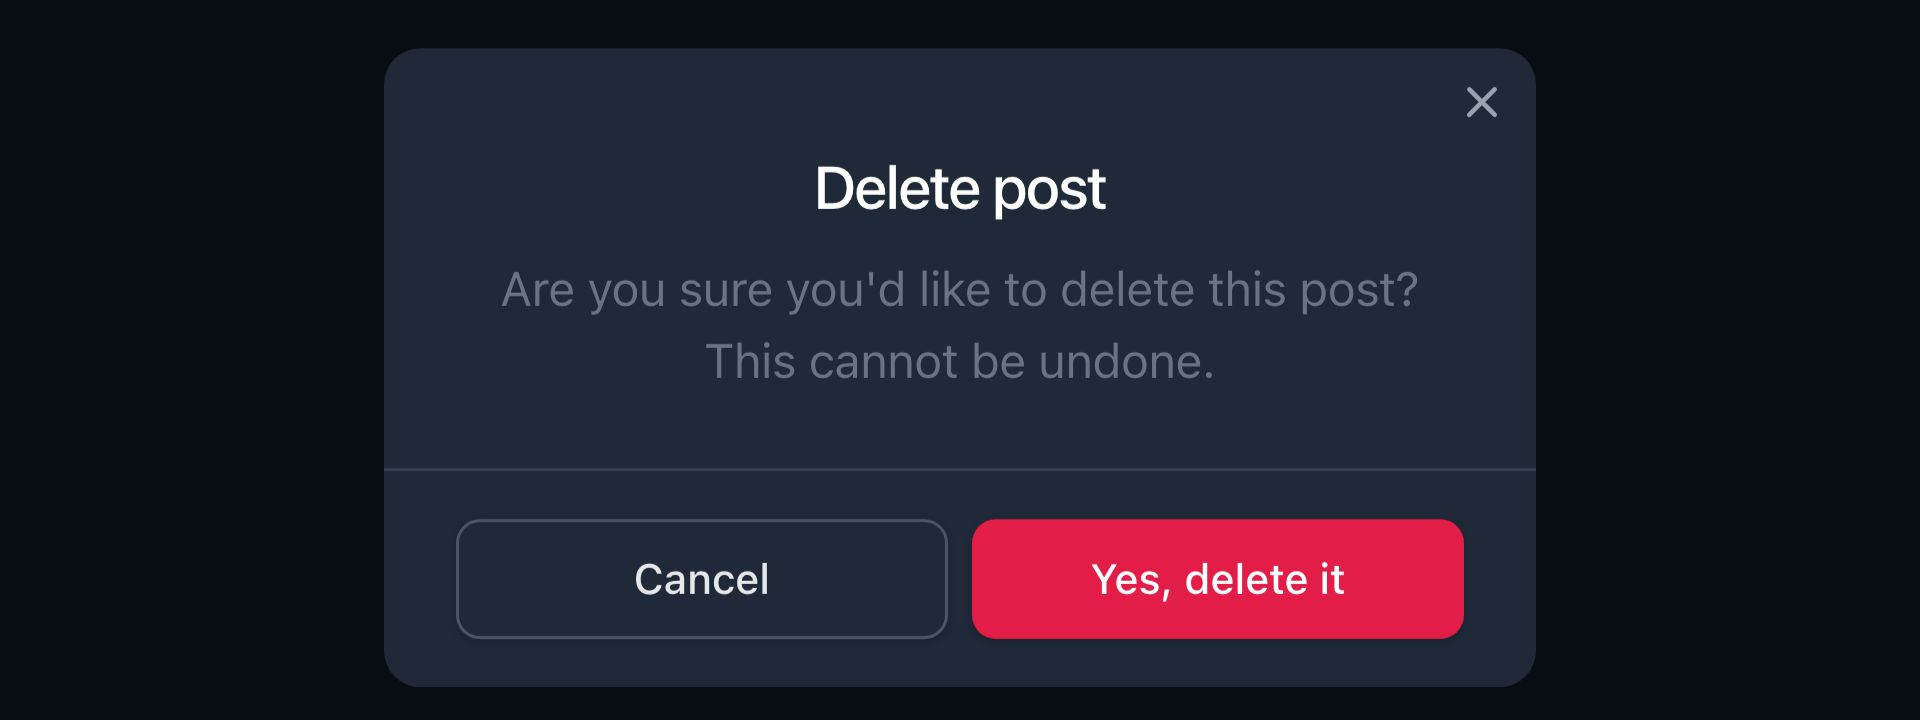 Delete post
Are you sure you'd like to delete this post?
This cannot be undone.
Cancel
Yes, delete it